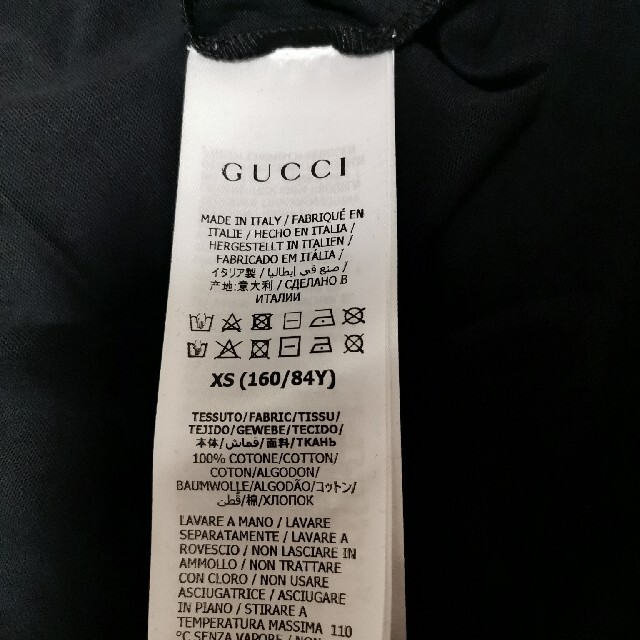 GUCCI
MADE IN ITALY / FABRIQUÉ EN
ITALIE / HECHO EN ITALIA /
HERGESTELLT IN ITALIEN /
FABRICADO EM ITÁLIA /
イタリア製 / صنع في إيطاليا /
产地:意大利 / СДЕЛАНО В
ИТАЛИИ
XS (160/84Y)
TESSUTO/FABRIC/TISSU/
TEJIDO/GEWEBE/TECIDO/
本体/قماش/面料/ТКАНЬ
100% COTONE/COTTON/
COTON/ALGODON/
BAUMWOLLE/ALGODÃO/コットン/
قطن/棉/ХЛОПОК
LAVARE A MANO / LAVARE
SEPARATAMENTE / LAVARE A
ROVESCIO / NON LASCIARE IN
AMMOLLO / NON TRATTARE
CON CLORO / NON USARE
ASCIUGATRICE / ASCIUGARE
IN PIANO / STIRARE A
TEMPERATURA MASSIMA 110
°C SENZA VAPORE / NON